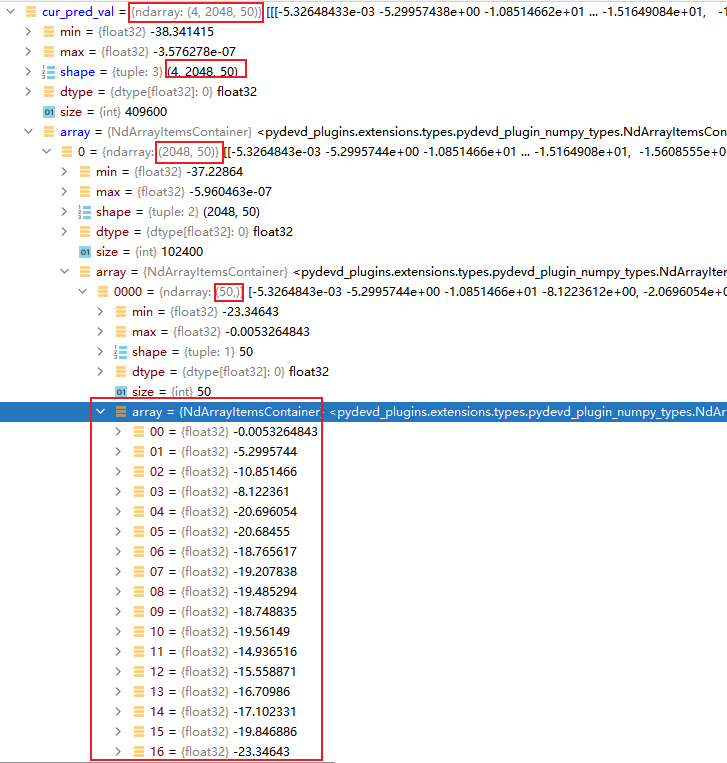 cur_pred_val = {ndarray: (4, 2048, 50)} [[[-5.32648433e-03 -5.29957438e+00 -1.08514662e+01 ... -1.51649084e+01, -1
min = {float32} -38.341415
max = {float32} -3.576278e-07
shape = {tuple: 3} (4, 2048, 50)
dtype = {dtype[float32]: 0} float32
01 size = {int} 409600
array = {NdArrayItemsContainer} <pydevd_plugins.extensions.types.pydevd_plugin_numpy_types.NdArrayItemsCon
0 = {ndarray: (2048, 50)} [[-5.3264843e-03 -5.2995744e+00 -1.0851466e+01 ... -1.5164908e+01, -1.5608555e+0
min = {float32} -37.22864
max = {float32} -5.960463e-07
shape = {tuple: 2} (2048, 50)
dtype = {dtype[float32]: 0} float32
01 size = {int} 102400
array = {NdArrayItemsContainer} <pydevd_plugins.extensions.types.pydevd_plugin_numpy_types.NdArrayItem
0000 = {ndarray: (50,)} [-5.3264843e-03 -5.2995744e+00 -1.0851466e+01 -8.1223612e+00, -2.0696054e+0
min = {float32} -23.34643
max = {float32} -0.0053264843
shape = {tuple: 1} 50
dtype = {dtype[float32]: 0} float32
01 size = {int} 50
array = {NdArrayItemsContainer} <pydevd_plugins.extensions.types.pydevd_plugin_numpy_types.NdAr
00 = {float32} -0.0053264843
01 = {float32} -5.2995744
02 = {float32} -10.851466
03 = {float32} -8.122361
04 = {float32} -20.696054
05 = {float32} -20.68455
06 = {float32} -18.765617
07 = {float32} -19.207838
08 = {float32} -19.485294
09 = {float32} -18.748835
10 = {float32} -19.56149
11 = {float32} -14.936516
12 = {float32} -15.558871
13 = {float32} -16.70986
14 = {float32} -17.102331
15 = {float32} -19.846886
16 = {float32} -23.34643